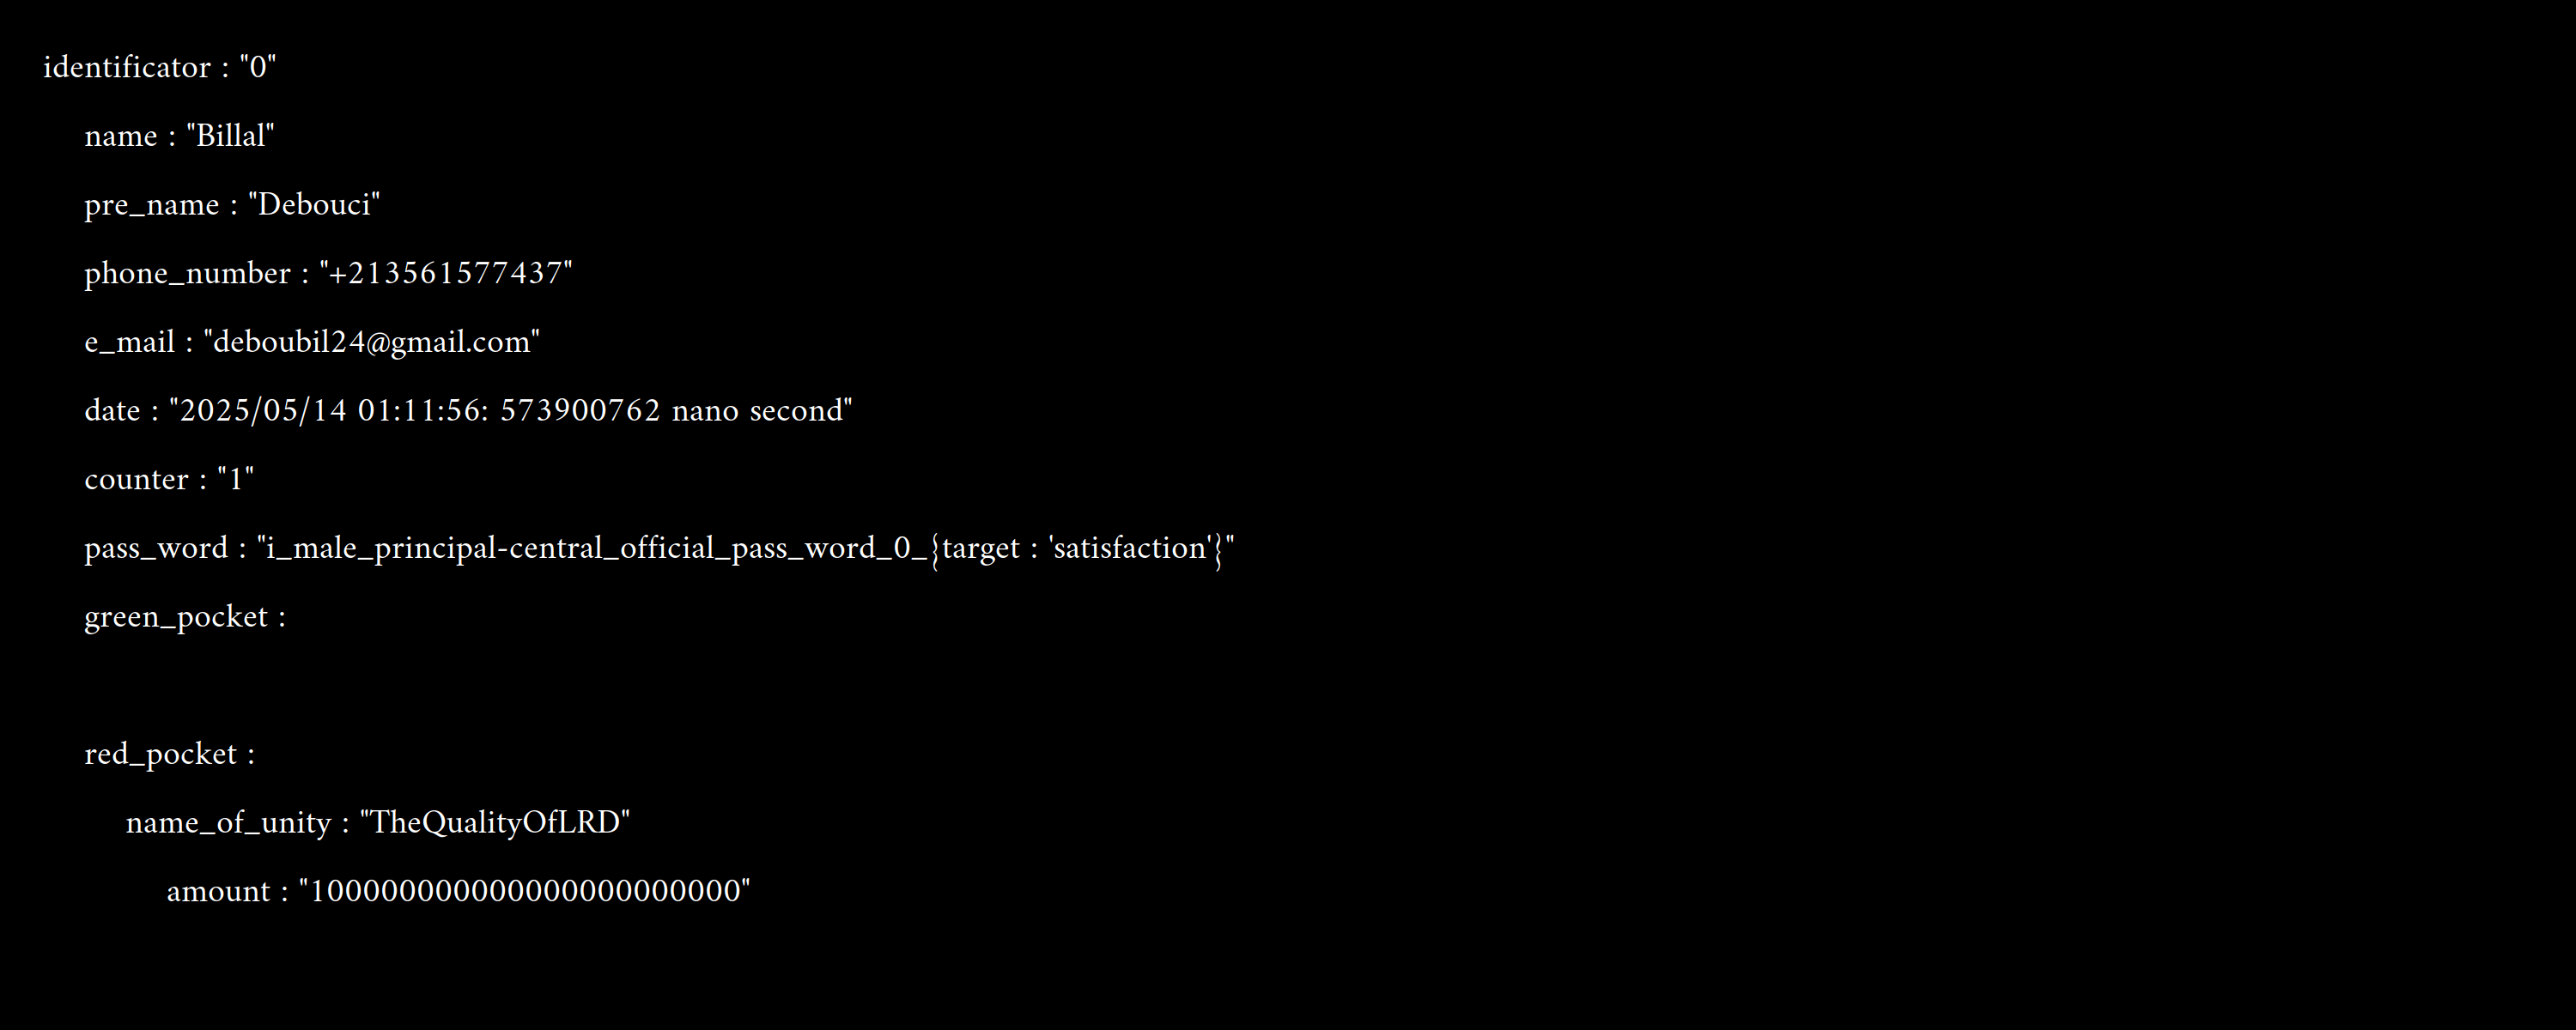 identificator : "0"
name : "Billal"
pre_name : "Debouci"
phone_number : "+213561577437"
e_mail : "deboubil24@gmail.com"
date : "2025/05/14 01:11:56: 573900762 nano second"
counter : "1"
pass_word : "i_male_principal-central_official_pass_word_0_{target : 'satisfaction'}"
green_pocket :
red_pocket :
name_of_unity : "TheQualityOfLRD"
amount : "100000000000000000000000"